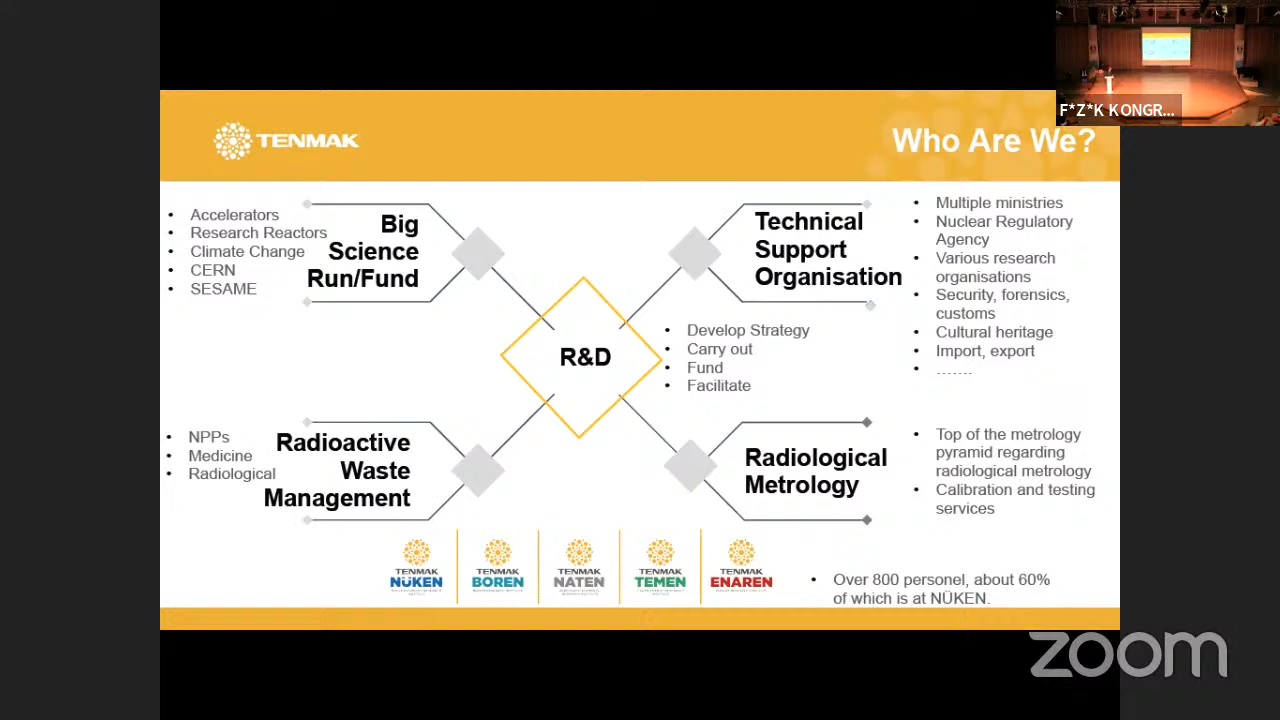 F*Z*K KONGR...
TENMAK
Who Are We?
Accelerators
Research Reactors
Climate Change
CERN
SESAME
Big
Science
Run/Fund
Technical
Support
Organisation
Multiple ministries
Nuclear Regulatory
Agency
Various research
organisations
Security, forensics,
customs
Cultural heritage
Import, export
.......
R&D
Develop Strategy
Carry out
Fund
Facilitate
NPPs
Medicine
Radiological
Radioactive
Waste
Management
Radiological
Metrology
Top of the metrology
pyramid regarding
radiological metrology
Calibration and testing
services
TENMAK
NÜKEN
TENMAK
BOREN
TENMAK
NATEN
TENMAK
TEMEN
TENMAK
ENAREN
Over 800 personel, about 60%
of which is at NÜKEN.
zoom